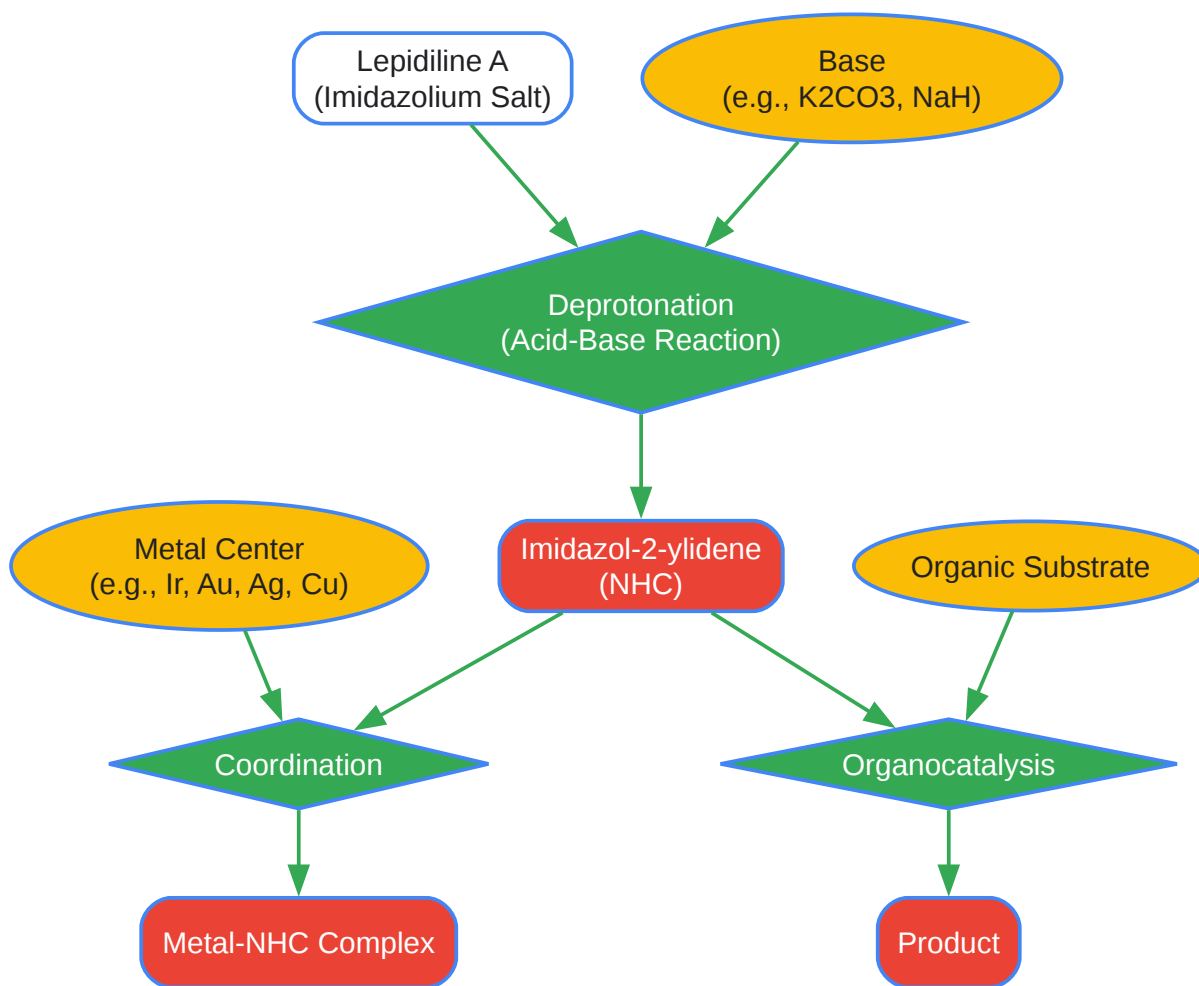 Lepidiline A
(Imidazolium Salt)
Base
(e.g., K2CO3, NaH)
Deprotonation
(Acid-Base Reaction)
Metal Center
(e.g., Ir, Au, Ag, Cu)
Imidazol-2-ylidene
(NHC)
Organic Substrate
Coordination
Organocatalysis
Metal-NHC Complex
Product